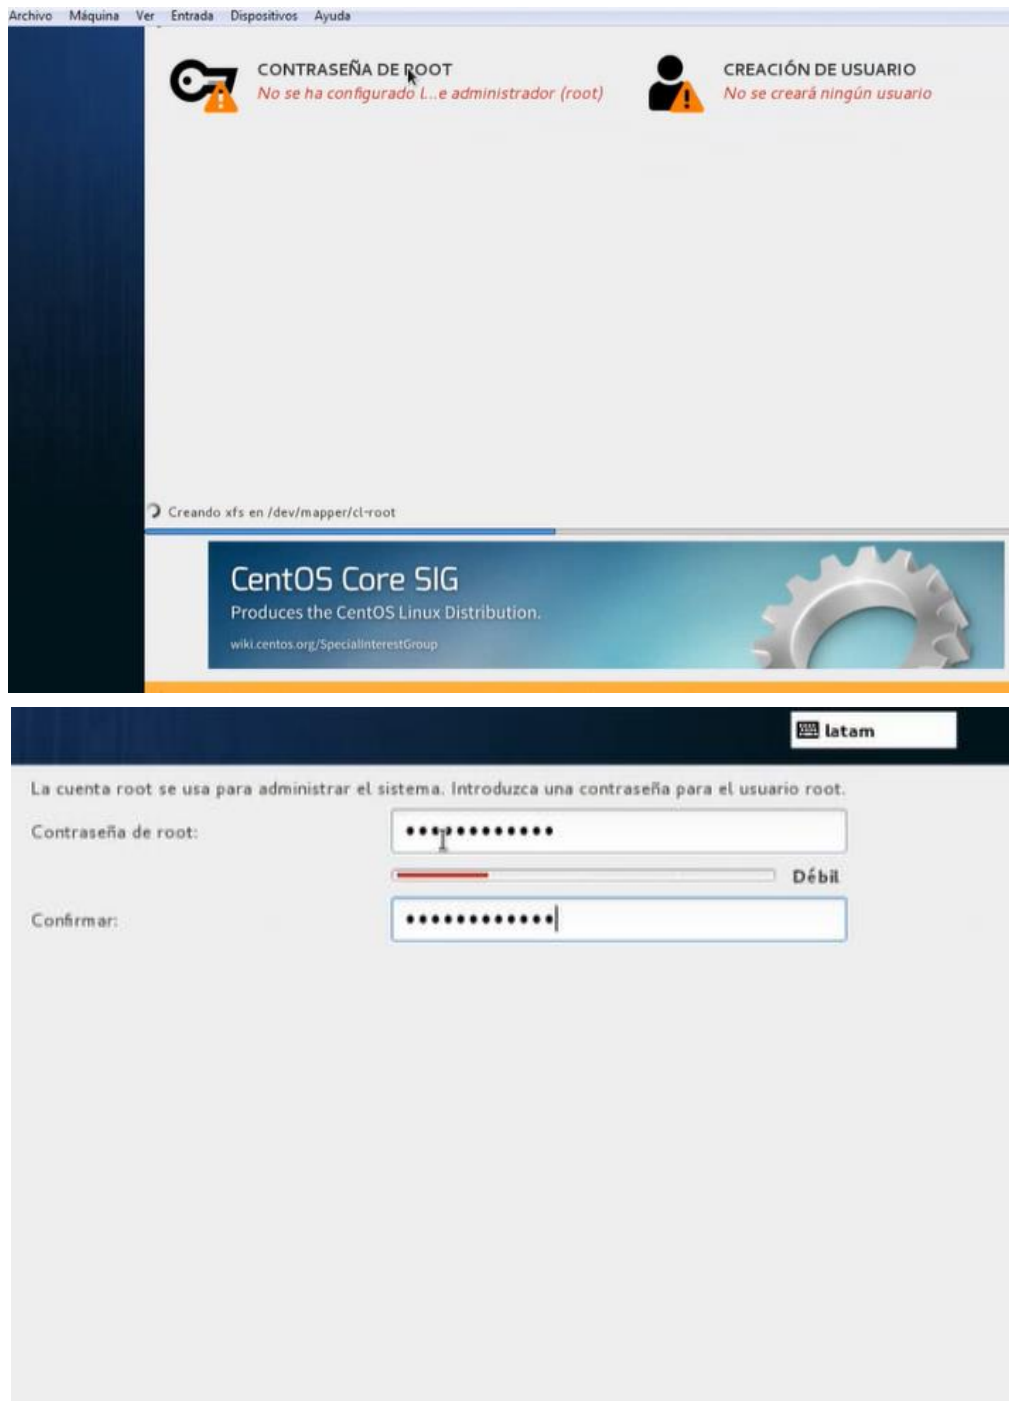 Archivo Máquina Ver Entrada Dispositivos Ayuda
CONTRASEÑA DE ROOT
No se ha configurado l...e administrador (root)
CREACIÓN DE USUARIO
No se creará ningún usuario
Creando xfs en /dev/mapper/cl-root
CentOS Core SIG
Produces the CentOS Linux Distribution.
wiki.centos.org/SpecialInterestGroup
latam
La cuenta root se usa para administrar el sistema. Introduzca una contraseña para el usuario root.
Contraseña de root: ••••••••••••
Débil
Confirmar: ••••••••••••